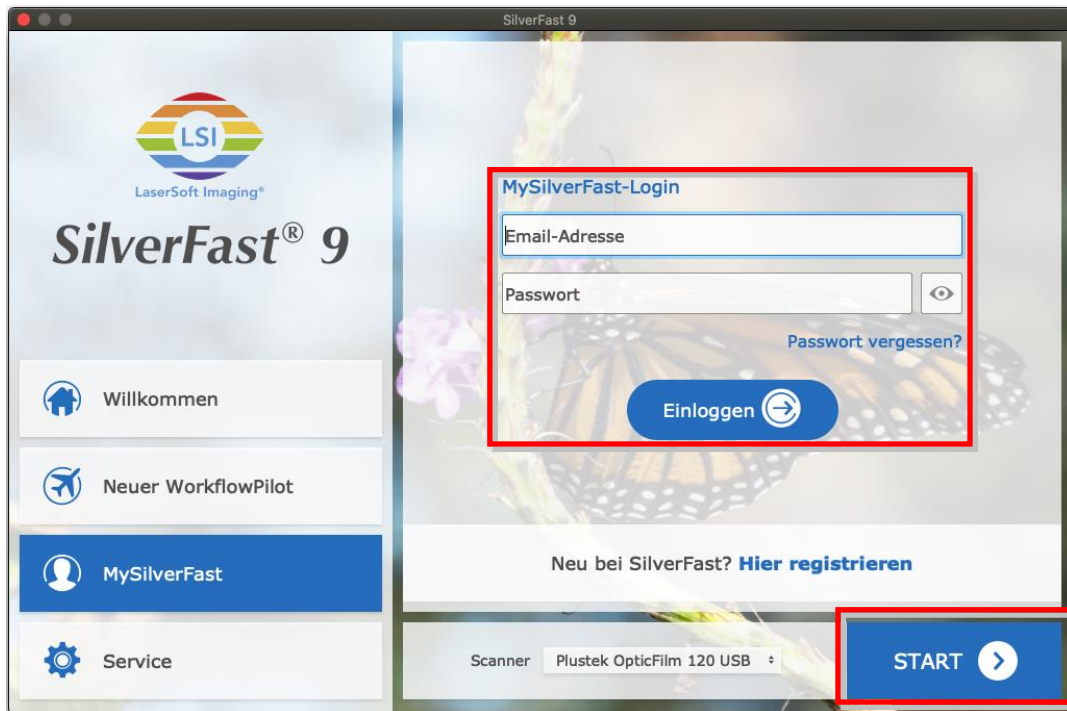 SilverFast 9
LSI
LaserSoft Imaging®
SilverFast® 9
Willkommen
Neuer WorkflowPilot
MySilverFast
Service
MySilverFast-Login
Email-Adresse
Passwort
Passwort vergessen?
Einloggen
Neu bei SilverFast? Hier registrieren
Scanner Plustek OpticFilm 120 USB
START